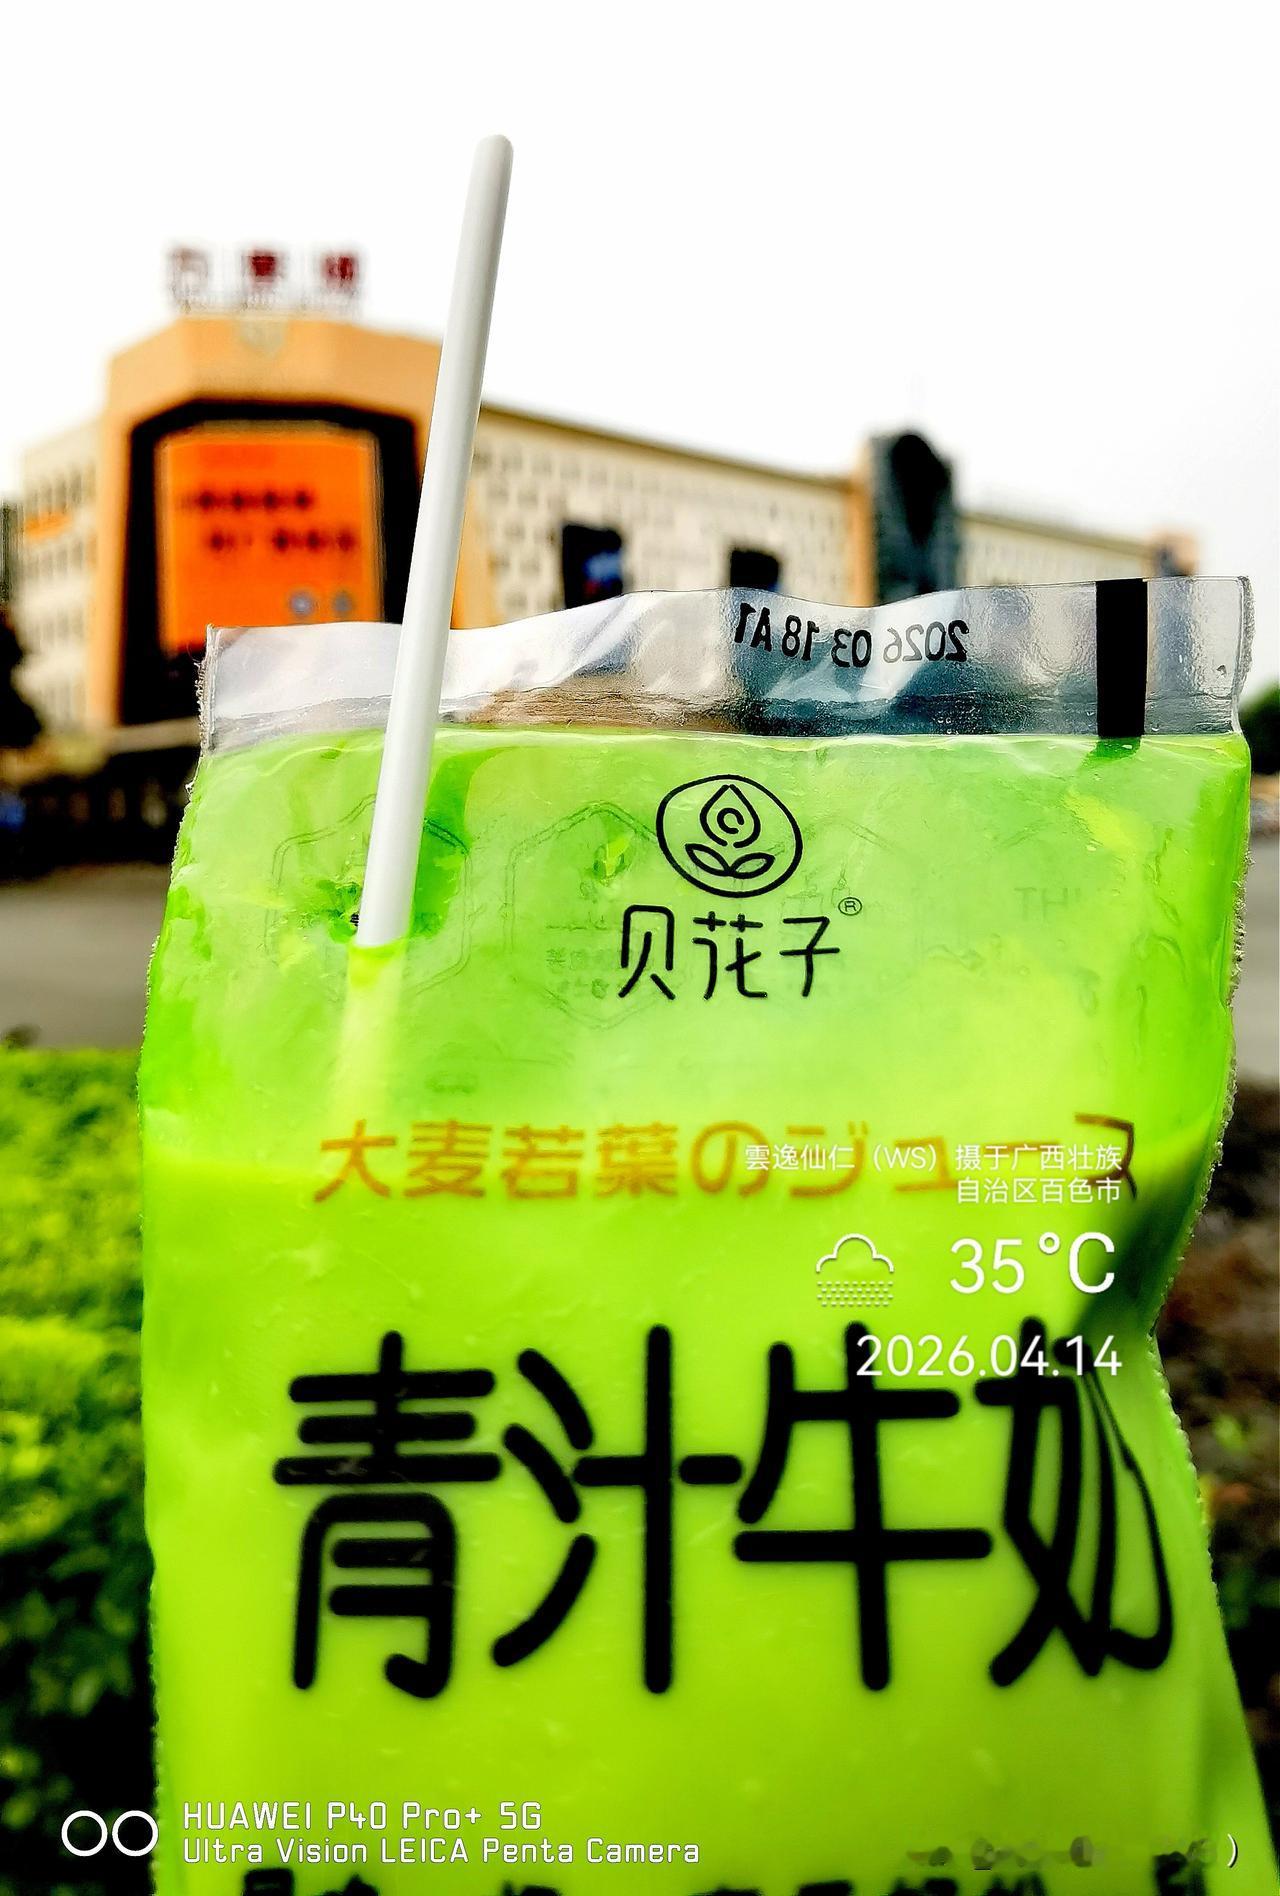 2026 03 18 A1
贝花子®
大麦若葉のジュース
雲逸仙仁（WS）摄于广西壮族
自治区百色市
35°C
2026.04.14
青汁牛奶
HUAWEI P40 Pro+ 5G
Ultra Vision LEICA Penta Camera